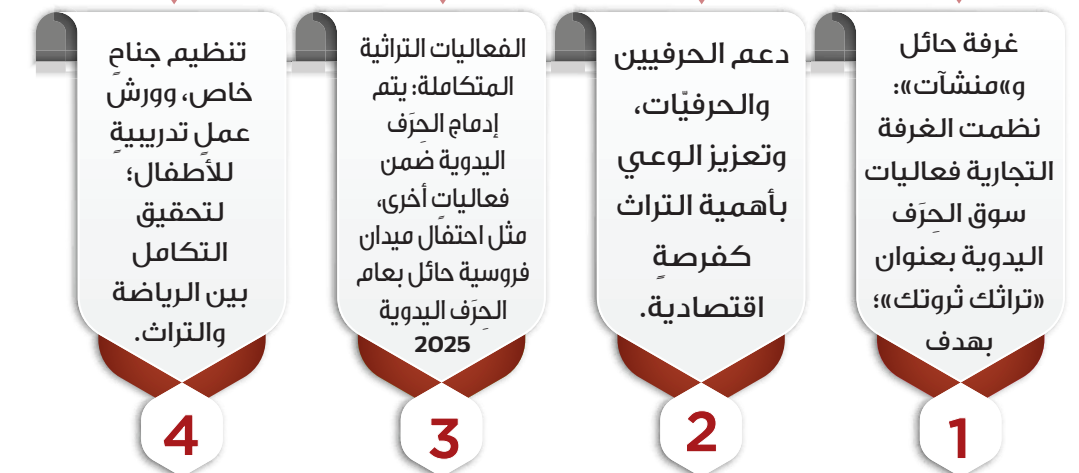 غرفة حائل
و«منشآت»:
نظمت الغرفة
التجارية فعاليات
سوق الحِرَف
اليدوية بعنوان
«تراثك ثروتك»؛
بهدف
1
دعم الحرفيين
والحرفيّات،
وتعزيز الوعي
بأهمية التراث
كفرصةٍ
اقتصادية.
2
الفعاليات التراثية
المتكاملة: يتم
إدماج الحِرَف
اليدوية ضمن
فعالياتٍ أخرى،
مثل احتفال ميدان
فروسية حائل بعام
الحِرَف اليدوية
2025
3
تنظيم جناحٍ
خاص، وورش
عملٍ تدريبيةٍ
للأطفال؛
لتحقيق
التكامل
بين الرياضة
والتراث.
4